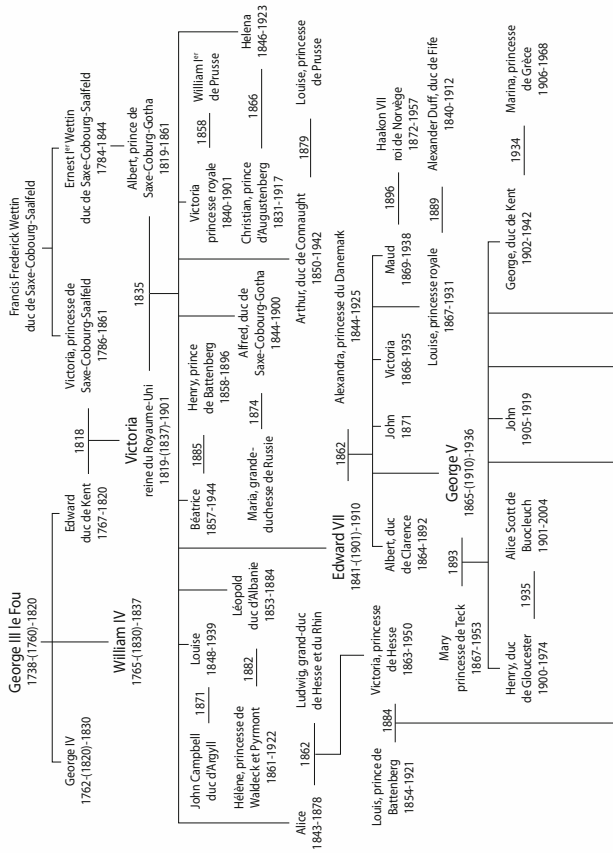 George III le Fou
1738-(1760)-1820
Francis Frederick Wettin
duc de Saxe-Cobourg-Saalfeld
George IV
1762-(1820)-1830
William IV
1765-(1830)-1837
Edward
duc de Kent
1767-1820
1818
Victoria, princesse de
Saxe-Cobourg-Saalfeld
1786-1861
Ernest Iᵉʳ Wettin
duc de Saxe-Cobourg-Saalfeld
1784-1844
Victoria
reine du Royaume-Uni
1819-(1837)-1901
1835
Albert, prince de
Saxe-Coburg-Gotha
1819-1861
John Campbell
duc d'Argyll
1871
Louise
1848-1939
Béatrice
1857-1944
1885
Henry, prince
de Battenberg
1858-1896
Victoria
princesse royale
1840-1901
1858
William Iᵉʳ
de Prusse
Hélène, princesse de
Waldeck et Pyrmont
1861-1922
1882
Léopold
duc d'Albanie
1853-1884
Maria, grande-
duchesse de Russie
1874
Alfred, duc de
Saxe-Cobourg-Gotha
1844-1900
Christian, prince
d'Augustenberg
1831-1917
1866
Helena
1846-1923
Alice
1843-1878
1862
Ludwig, grand-duc
de Hesse et du Rhin
Edward VII
1841-(1901)-1910
1862
Alexandra, princesse du Danemark
1844-1925
Arthur, duc de Connaught
1850-1942
1879
Louise, princesse
de Prusse
Louis, prince de
Battenberg
1854-1921
1884
Victoria, princesse
de Hesse
1863-1950
Albert, duc
de Clarence
1864-1892
John
1871
Victoria
1868-1935
Maud
1869-1938
1896
Haakon VII
roi de Norvège
1872-1957
Mary
princesse de Teck
1867-1953
1893
George V
1865-(1910)-1936
Louise, princesse royale
1867-1931
1889
Alexander Duff, duc de Fife
1840-1912
Henry, duc
de Gloucester
1900-1974
1935
Alice Scott de
Buocleuch
1901-2004
John
1905-1919
George, duc de Kent
1902-1942
1934
Marina, princesse
de Grèce
1906-1968